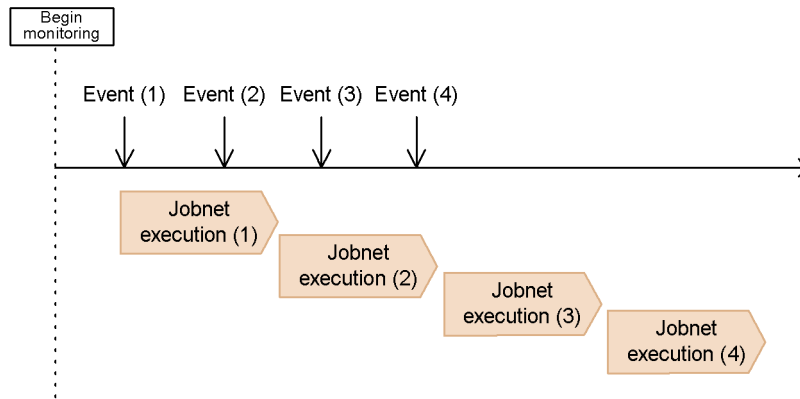 Begin
monitoring
Event (1) Event (2) Event (3) Event (4)
Jobnet
execution (1)
Jobnet
execution (2)
Jobnet
execution (3)
Jobnet
execution (4)